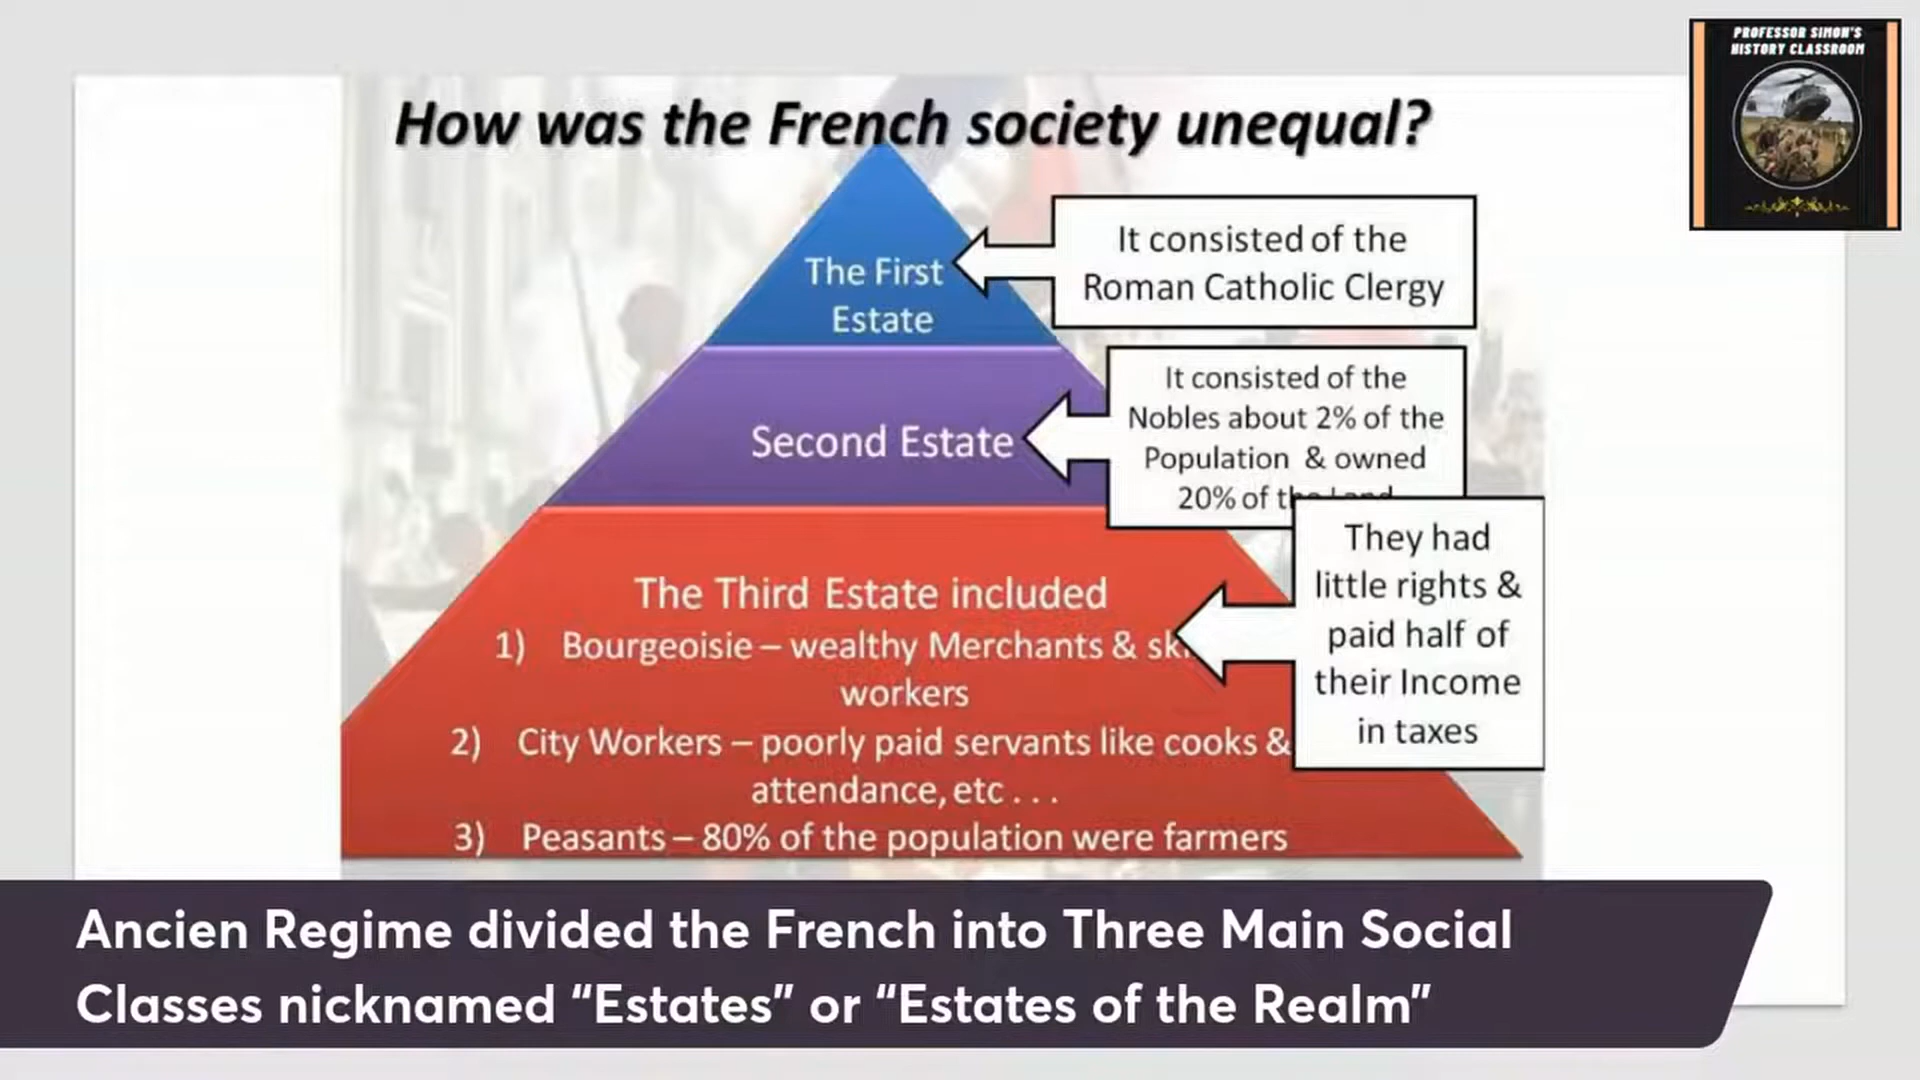 PROFESSOR SIMON'S
HISTORY CLASSROOM
How was the French society unequal?
The First
Estate
It consisted of the
Roman Catholic Clergy
Second Estate
It consisted of the
Nobles about 2% of the
Population & owned
20% of
The Third Estate included
1) Bourgeoisie – wealthy Merchants &
workers
2) City Workers – poorly paid servants like cooks &
attendance, etc . . .
3) Peasants – 80% of the population were farmers
They had
little rights &
paid half of
their Income
in taxes
Ancien Regime divided the French into Three Main Social
Classes nicknamed “Estates” or “Estates of the Realm”